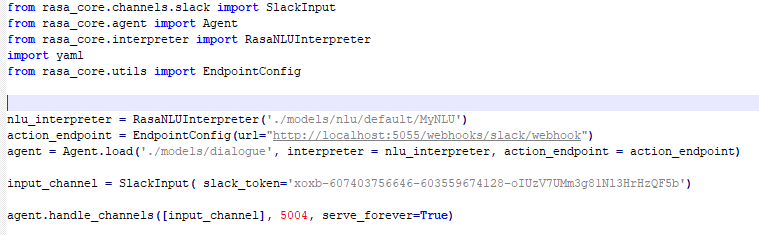 from rasa_core.channels.slack import SlackInput
from rasa_core.agent import Agent
from rasa_core.interpreter import RasaNLUInterpreter
import yaml
from rasa_core.utils import EndpointConfig
nlu_interpreter = RasaNLUInterpreter('./models/nlu/default/MyNLU')
action_endpoint = EndpointConfig(url="http://localhost:5055/webhooks/slack/webhook")
agent = Agent.load('./models/dialogue', interpreter = nlu_interpreter, action_endpoint = action_endpoint)
input_channel = SlackInput( slack_token='xoxb-607403756646-603559674128-oIUzV7UMm3g8lNl3HrHzQF5b')
agent.handle_channels([input_channel], 5004, serve_forever=True)